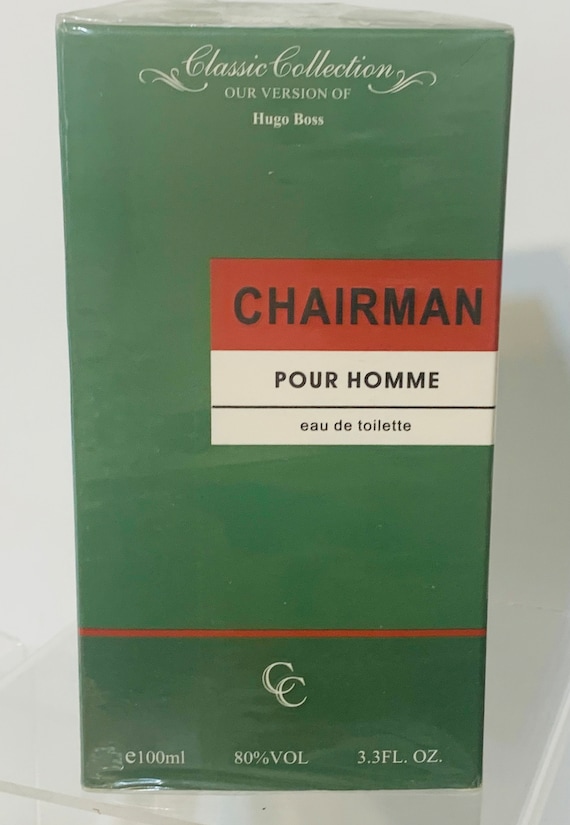 Classic Collection
OUR VERSION OF
Hugo Boss
CHAIRMAN
POUR HOMME
eau de toilette
CC
e100ml 80%VOL 3.3FL. OZ.